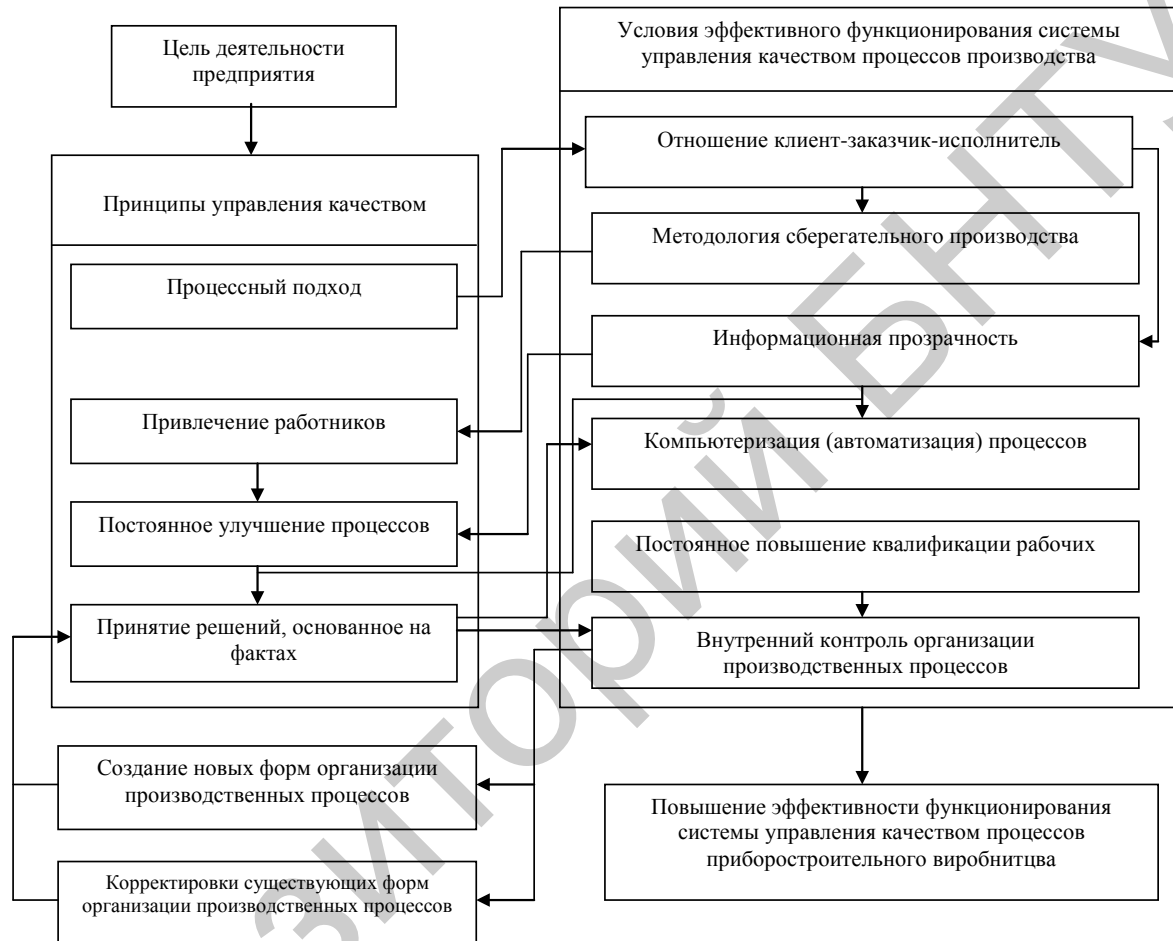 Цель деятельности
предприятия
Принципы управления качеством
Процессный подход
Привлечение работников
Постоянное улучшение процессов
Принятие решений, основанное на
фактах
Создание новых форм организации
производственных процессов
Корректировки существующих форм
организации производственных процессов
Условия эффективного функционирования системы
управления качеством процессов производства
Отношение клиент-заказчик-исполнитель
Методология сберегательного производства
Информационная прозрачность
Компьютеризация (автоматизация) процессов
Постоянное повышение квалификации рабочих
Внутренний контроль организации
производственных процессов
Повышение эффективности функционирования
системы управления качеством процессов
приборостроительного виробнитцва
зиторий БНТУ